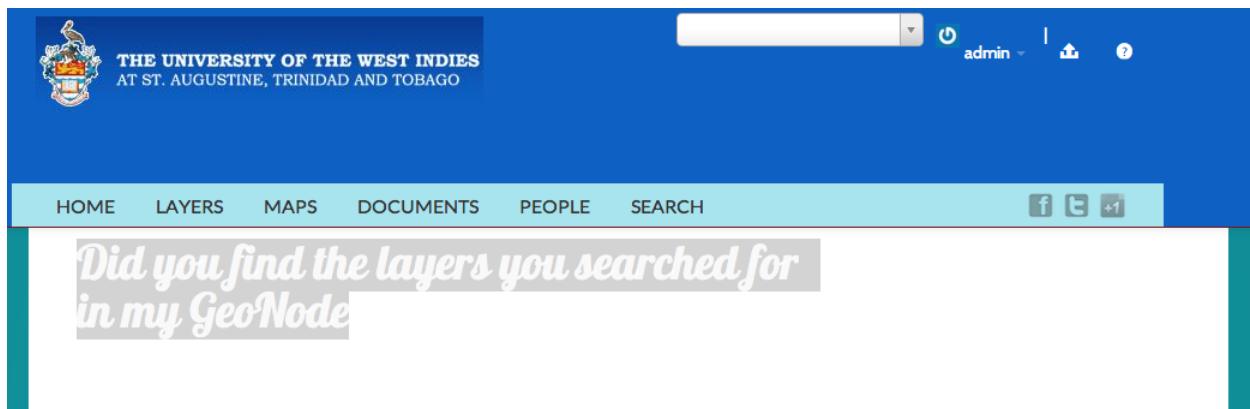 THE UNIVERSITY OF THE WEST INDIES
AT ST. AUGUSTINE, TRINIDAD AND TOBAGO
admin
|
?
HOME LAYERS MAPS DOCUMENTS PEOPLE SEARCH
f t +1
Did you find the layers you searched for
in my GeoNode